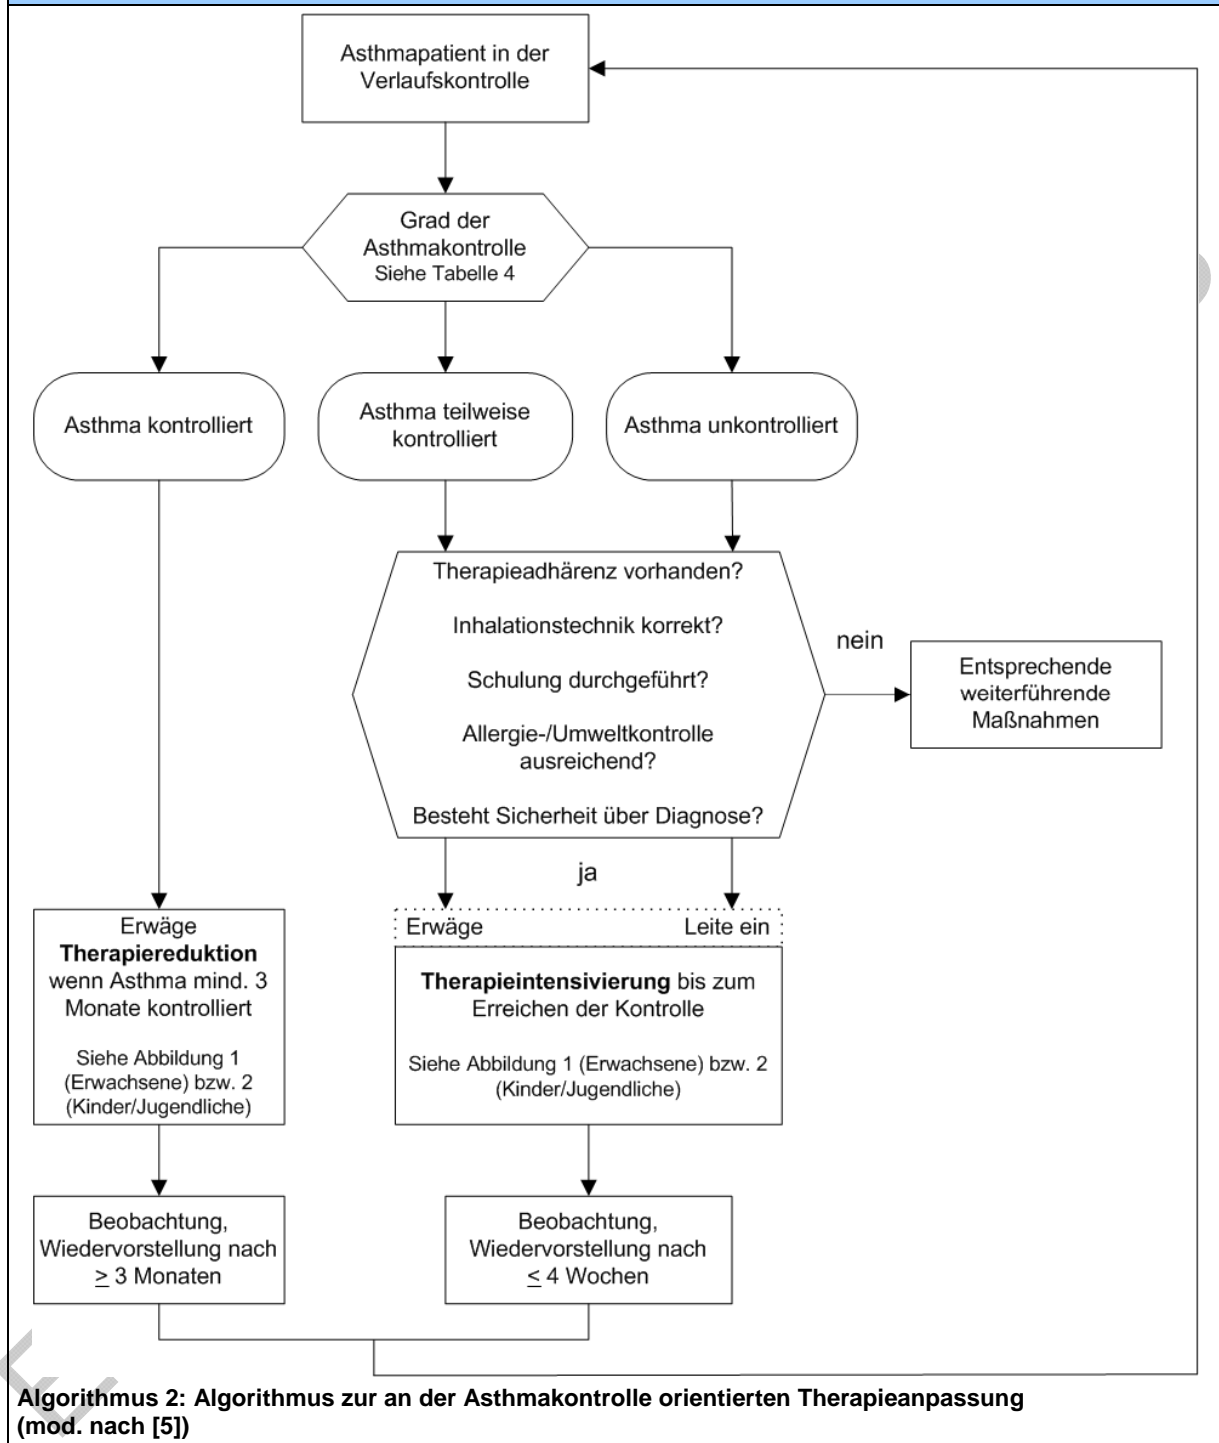 Asthmapatient in der
Verlaufskontrolle
Grad der
Asthmakontrolle
Siehe Tabelle 4
Asthma kontrolliert
Asthma teilweise
kontrolliert
Asthma unkontrolliert
Therapieadhärenz vorhanden?
Inhalationstechnik korrekt?
Schulung durchgeführt?
Allergie-/Umweltkontrolle
ausreichend?
Besteht Sicherheit über Diagnose?
nein
Entsprechende
weiterführende
Maßnahmen
ja
Erwäge
Therapiereduktion
wenn Asthma mind. 3
Monate kontrolliert
Siehe Abbildung 1
(Erwachsene) bzw. 2
(Kinder/Jugendliche)
Erwäge Leite ein
Therapieintensivierung bis zum
Erreichen der Kontrolle
Siehe Abbildung 1 (Erwachsene) bzw. 2
(Kinder/Jugendliche)
Beobachtung,
Wiedervorstellung nach
≥ 3 Monaten
Beobachtung,
Wiedervorstellung nach
≤ 4 Wochen
Algorithmus 2: Algorithmus zur an der Asthmakontrolle orientierten Therapieanpassung
(mod. nach [5])